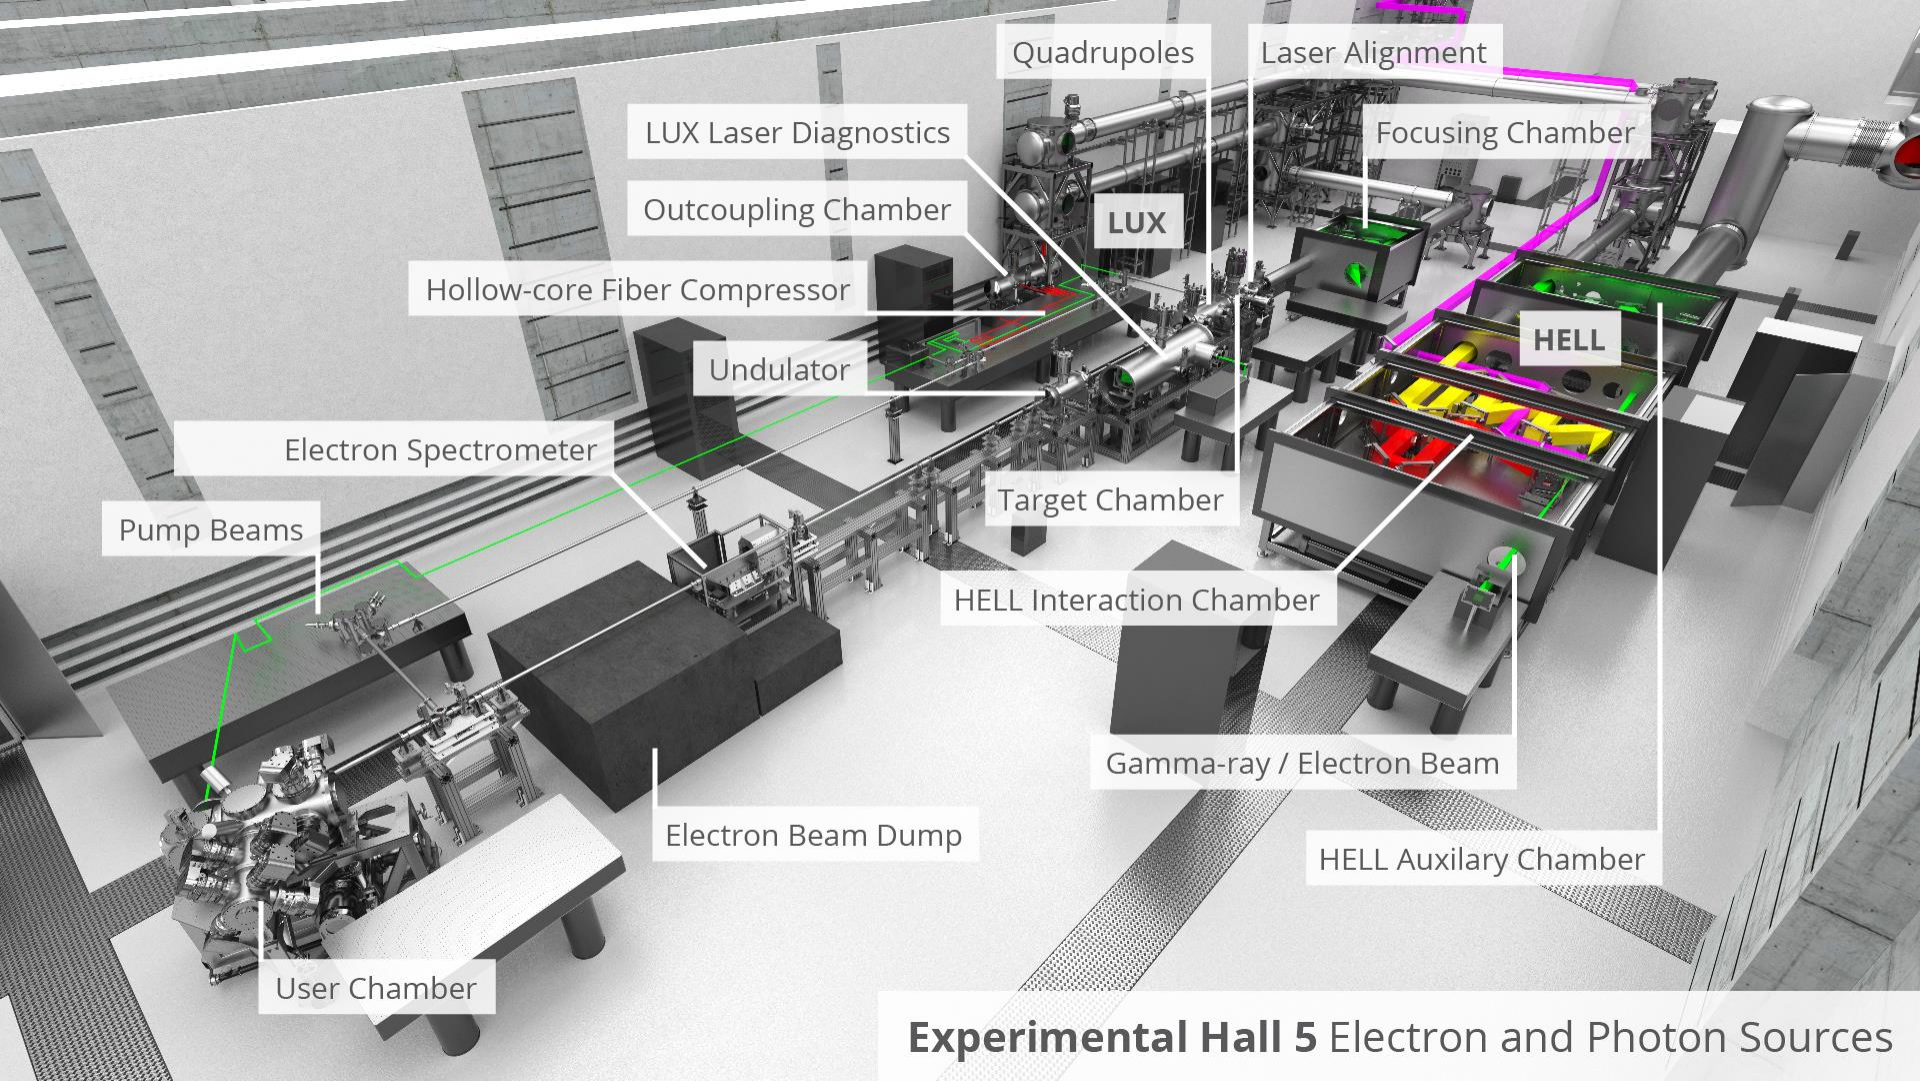 Quadrupoles
Laser Alignment
LUX Laser Diagnostics
Focusing Chamber
Outcoupling Chamber
LUX
Hollow-core Fiber Compressor
HELL
Undulator
Electron Spectrometer
Target Chamber
Pump Beams
HELL Interaction Chamber
Gamma-ray / Electron Beam
Electron Beam Dump
HELL Auxilary Chamber
User Chamber
Experimental Hall 5 Electron and Photon Sources